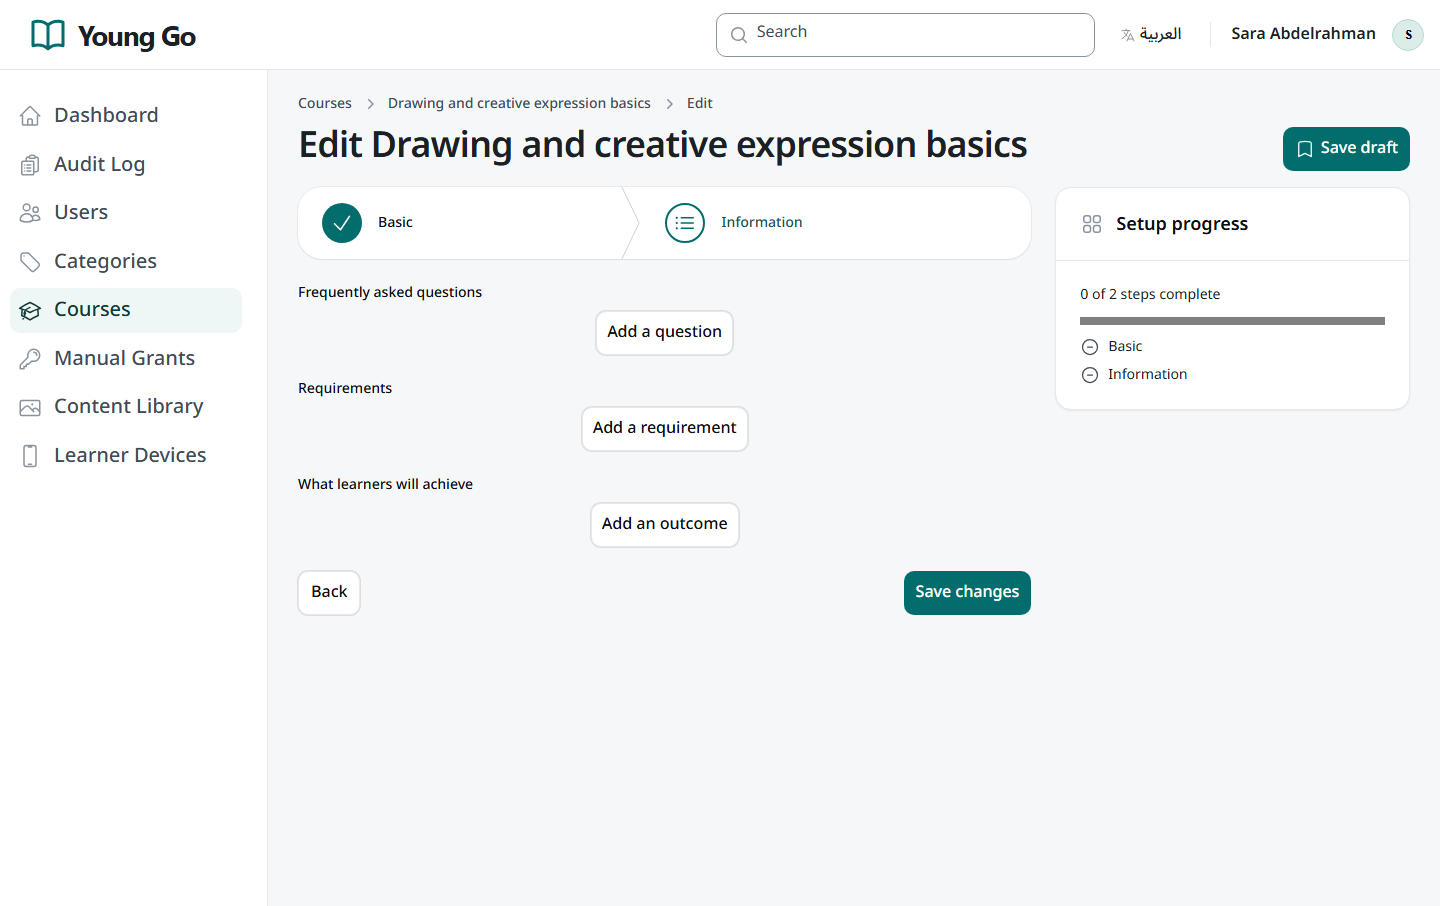 Young Go
Search
العربية
Sara Abdelrahman
S
Dashboard
Audit Log
Users
Categories
Courses
Manual Grants
Content Library
Learner Devices
Courses > Drawing and creative expression basics > Edit
Edit Drawing and creative expression basics
Save draft
Basic
Information
Frequently asked questions
Add a question
Requirements
Add a requirement
What learners will achieve
Add an outcome
Back
Save changes
Setup progress
0 of 2 steps complete
Basic
Information